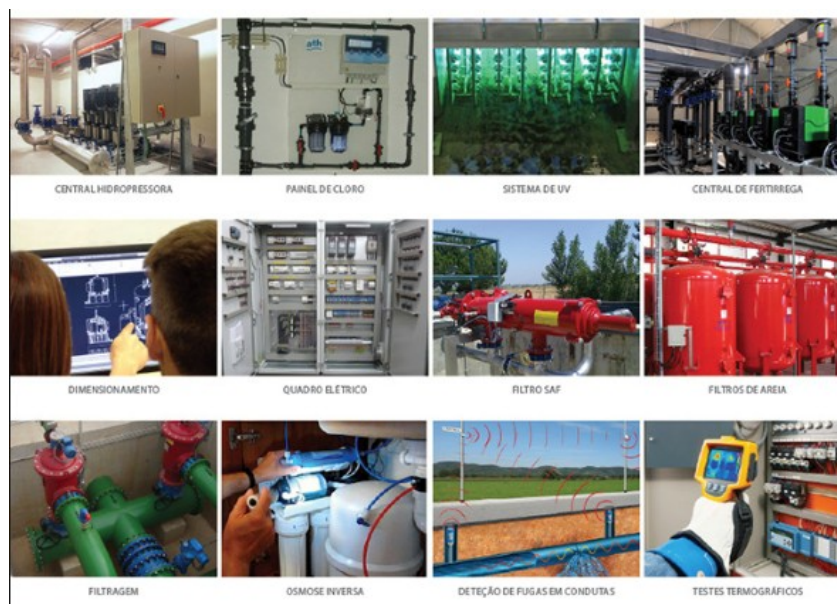 ath
CENTRAL HIDROPRESSORA
PAINEL DE CLORO
SISTEMA DE UV
CENTRAL DE FERTIRREGA
DIMENSIONAMENTO
QUADRO ELÉTRICO
FILTRO SAF
FILTROS DE AREIA
FILTRAGEM
OSMOSE INVERSA
DETEÇÃO DE FUGAS EM CONDUTAS
TESTES TERMOGRÁFICOS